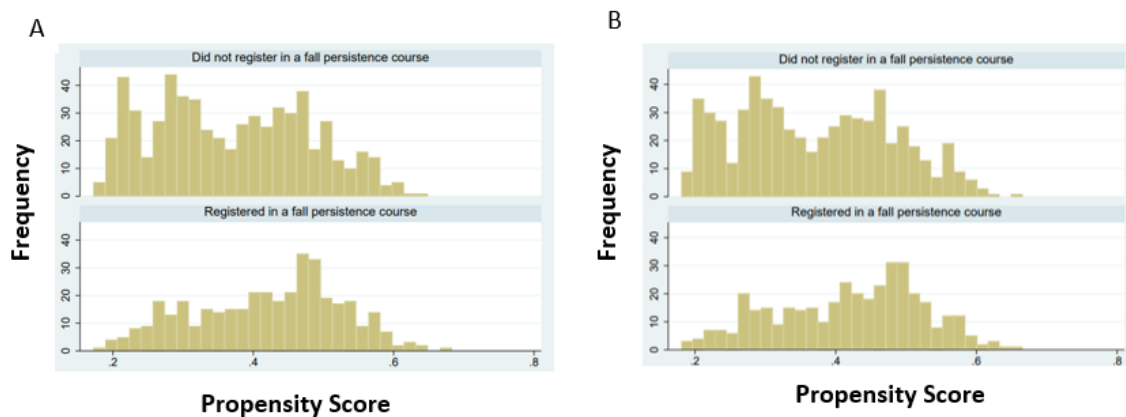 A
Did not register in a fall persistence course
40
30
20
10
0
Frequency
Registered in a fall persistence course
40
30
20
10
0
.2 .4 .6 .8
Propensity Score
B
Did not register in a fall persistence course
40
30
20
10
0
Frequency
Registered in a fall persistence course
40
30
20
10
0
.2 .4 .6 .8
Propensity Score